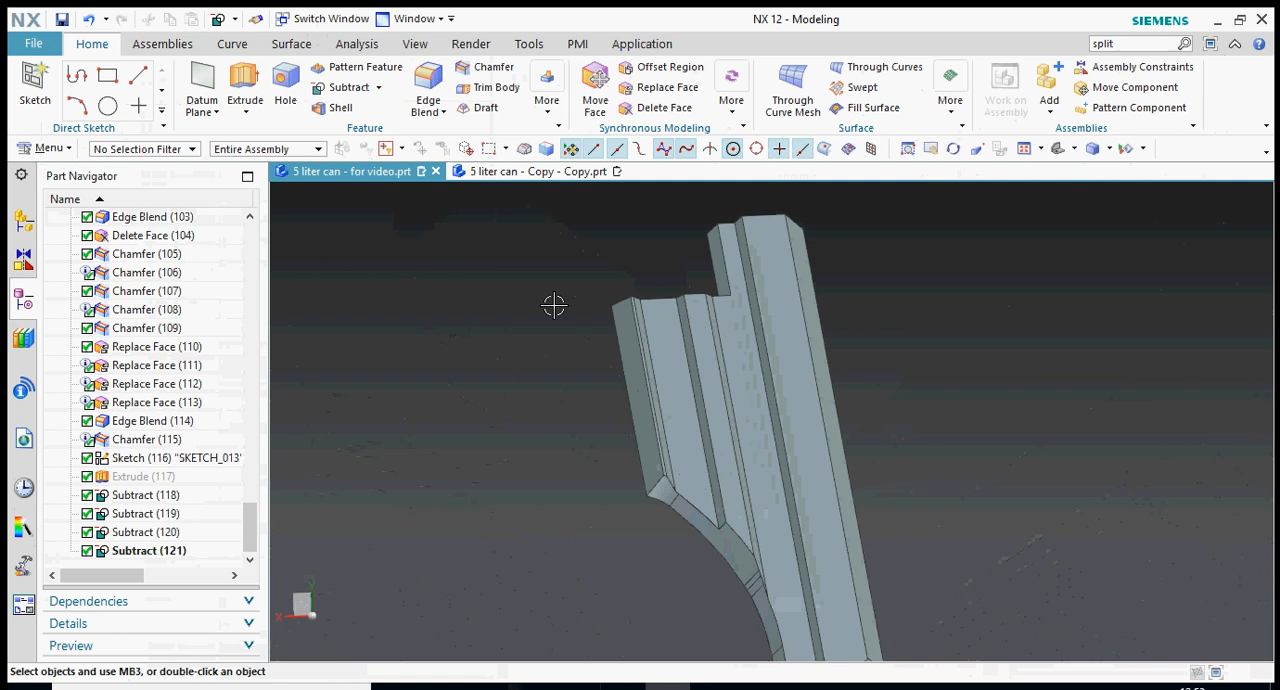 NX
Switch Window
Window
NX 12 - Modeling
SIEMENS
File
Home
Assemblies
Curve
Surface
Analysis
View
Render
Tools
PMI
Application
split
Sketch
Direct Sketch
Datum
Plane
Extrude
Hole
Pattern Feature
Subtract
Shell
Edge
Blend
Chamfer
Trim Body
Draft
More
Feature
Move
Face
Offset Region
Replace Face
Delete Face
More
Synchronous Modeling
Through
Curve Mesh
Through Curves
Swept
Fill Surface
More
Surface
Work on
Assembly
Add
Assembly Constraints
Move Component
Pattern Component
Assemblies
Menu
No Selection Filter
Entire Assembly
Part Navigator
5 liter can - for video.prt
5 liter can - Copy - Copy.prt
Name
Edge Blend (103)
Delete Face (104)
Chamfer (105)
Chamfer (106)
Chamfer (107)
Chamfer (108)
Chamfer (109)
Replace Face (110)
Replace Face (111)
Replace Face (112)
Replace Face (113)
Edge Blend (114)
Chamfer (115)
Sketch (116) "SKETCH_013"
Extrude (117)
Subtract (118)
Subtract (119)
Subtract (120)
Subtract (121)
Dependencies
Details
Preview
X
Select objects and use MB3, or double-click an object